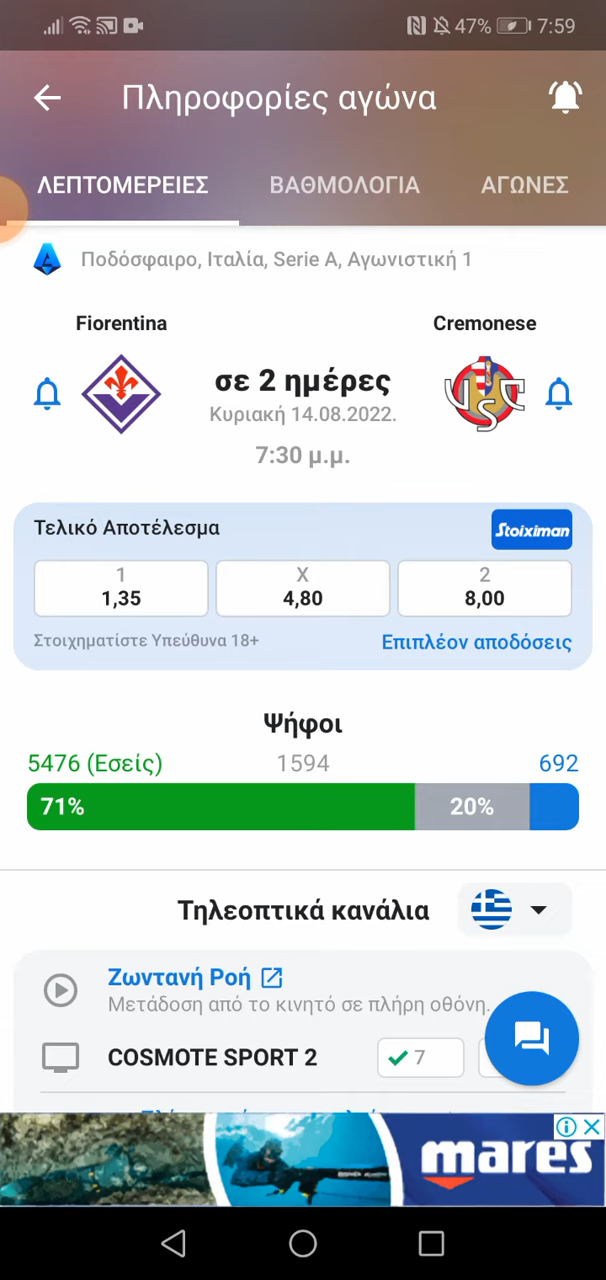 47% 7:59
Πληροφορίες αγώνα
ΛΕΠΤΟΜΕΡΕΙΕΣ ΒΑΘΜΟΛΟΓΙΑ ΑΓΩΝΕΣ
Ποδόσφαιρο, Ιταλία, Serie A, Αγωνιστική 1
Fiorentina Cremonese
σε 2 ημέρες
Κυριακή 14.08.2022.
7:30 μ.μ.
Τελικό Αποτέλεσμα Stoiximan
1 X 2
1,35 4,80 8,00
Στοιχηματίστε Υπεύθυνα 18+ Επιπλέον αποδόσεις
Ψήφοι
5476 (Εσείς) 1594 692
71% 20%
Τηλεοπτικά κανάλια
Ζωντανή Ροή
Μετάδοση από το κινητό σε πλήρη οθόνη.
COSMOTE SPORT 2 7
mares